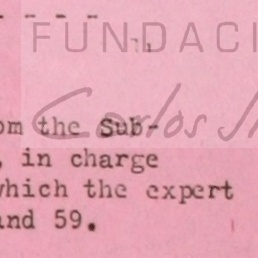 - - - -
FUNDACI
Carlos
om the Sub-
, in charge
which the expert
and 59.